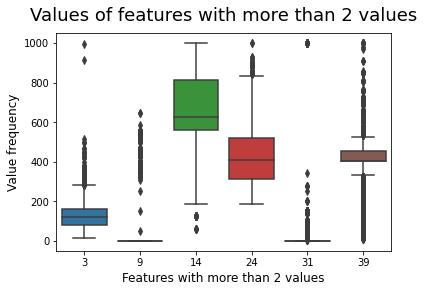 Values of features with more than 2 values
1000
800
600
400
200
0
Value frequency
3 9 14 24 31 39
Features with more than 2 values